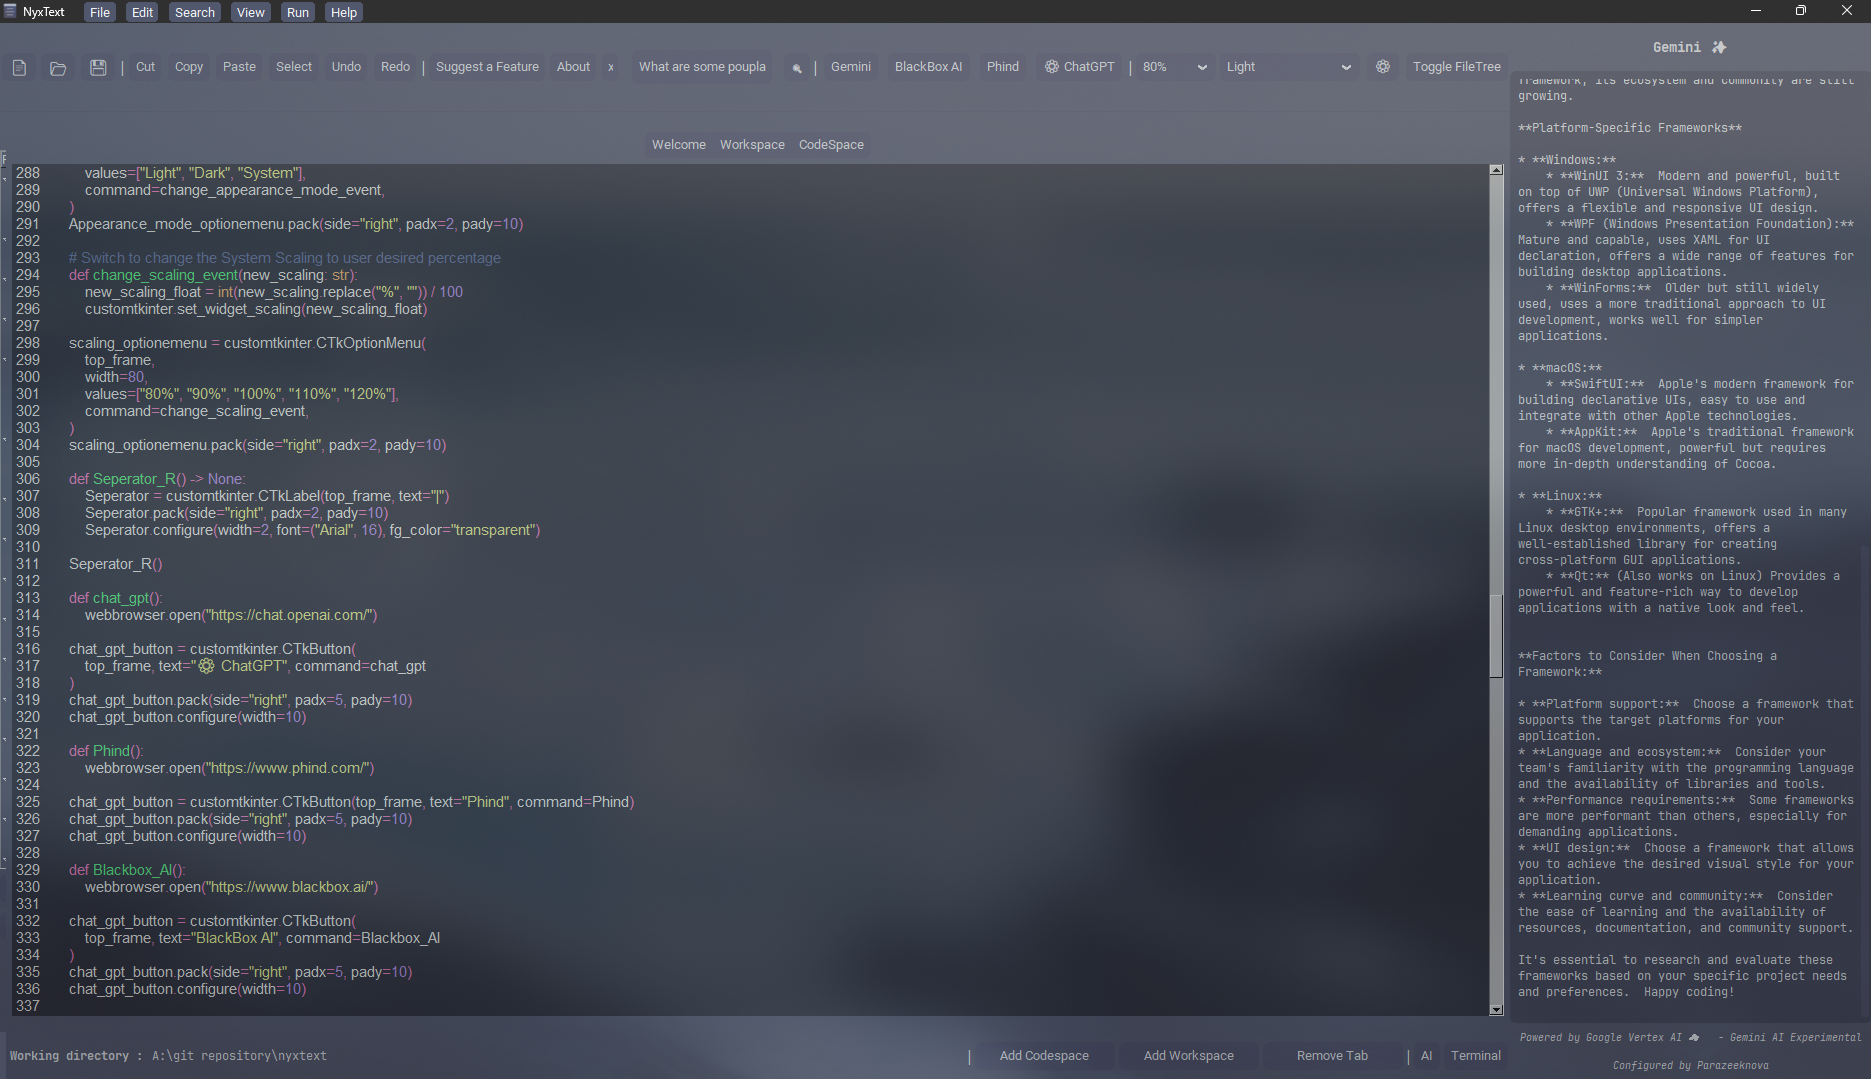 NyxText File Edit Search View Run Help
Cut Copy Paste Select Undo Redo | Suggest a Feature About x What are some poupla | Gemini BlackBox AI Phind ChatGPT | 80% Light Toggle FileTree
Welcome Workspace CodeSpace
288 values=["Light", "Dark", "System"],
289 command=change_appearance_mode_event,
290 )
291 Appearance_mode_optionemenu.pack(side="right", padx=2, pady=10)
292
293 # Switch to change the System Scaling to user desired percentage
294 def change_scaling_event(new_scaling: str):
295 new_scaling_float = int(new_scaling.replace("%", "")) / 100
296 customtkinter.set_widget_scaling(new_scaling_float)
297
298 scaling_optionemenu = customtkinter.CTkOptionMenu(
299 top_frame,
300 width=80,
301 values=["80%", "90%", "100%", "110%", "120%"],
302 command=change_scaling_event,
303 )
304 scaling_optionemenu.pack(side="right", padx=2, pady=10)
305
306 def Seperator_R() -> None:
307 Seperator = customtkinter.CTkLabel(top_frame, text="|")
308 Seperator.pack(side="right", padx=2, pady=10)
309 Seperator.configure(width=2, font=("Arial", 16), fg_color="transparent")
310
311 Seperator_R()
312
313 def chat_gpt():
314 webbrowser.open("https://chat.openai.com/")
315
316 chat_gpt_button = customtkinter.CTkButton(
317 top_frame, text=" ChatGPT", command=chat_gpt
318 )
319 chat_gpt_button.pack(side="right", padx=5, pady=10)
320 chat_gpt_button.configure(width=10)
321
322 def Phind():
323 webbrowser.open("https://www.phind.com/")
324
325 chat_gpt_button = customtkinter.CTkButton(top_frame, text="Phind", command=Phind)
326 chat_gpt_button.pack(side="right", padx=5, pady=10)
327 chat_gpt_button.configure(width=10)
328
329 def Blackbox_AI():
330 webbrowser.open("https://www.blackbox.ai/")
331
332 chat_gpt_button = customtkinter.CTkButton(
333 top_frame, text="BlackBox AI", command=Blackbox_AI
334 )
335 chat_gpt_button.pack(side="right", padx=5, pady=10)
336 chat_gpt_button.configure(width=10)
337
Working directory : A:\git repository\nyxtext
| Add Codespace Add Workspace Remove Tab | AI Terminal
Gemini
framework, its ecosystem and community are still
growing.
**Platform-Specific Frameworks**
* **Windows:**
* **WinUI 3:** Modern and powerful, built
on top of UWP (Universal Windows Platform),
offers a flexible and responsive UI design.
* **WPF (Windows Presentation Foundation):**
Mature and capable, uses XAML for UI
declaration, offers a wide range of features for
building desktop applications.
* **WinForms:** Older but still widely
used, uses a more traditional approach to UI
development, works well for simpler
applications.
* **macOS:**
* **SwiftUI:** Apple's modern framework for
building declarative UIs, easy to use and
integrate with other Apple technologies.
* **AppKit:** Apple's traditional framework
for macOS development, powerful but requires
more in-depth understanding of Cocoa.
* **Linux:**
* **GTK+:** Popular framework used in many
Linux desktop environments, offers a
well-established library for creating
cross-platform GUI applications.
* **Qt:** (Also works on Linux) Provides a
powerful and feature-rich way to develop
applications with a native look and feel.
**Factors to Consider When Choosing a
Framework:**
* **Platform support:** Choose a framework that
supports the target platforms for your
application.
* **Language and ecosystem:** Consider your
team's familiarity with the programming language
and the availability of libraries and tools.
* **Performance requirements:** Some frameworks
are more performant than others, especially for
demanding applications.
* **UI design:** Choose a framework that allows
you to achieve the desired visual style for your
application.
* **Learning curve and community:** Consider
the ease of learning and the availability of
resources, documentation, and community support.
It's essential to research and evaluate these
frameworks based on your specific project needs
and preferences. Happy coding!
Powered by Google Vertex AI - Gemini AI Experimental
Configured by Parazeeknova